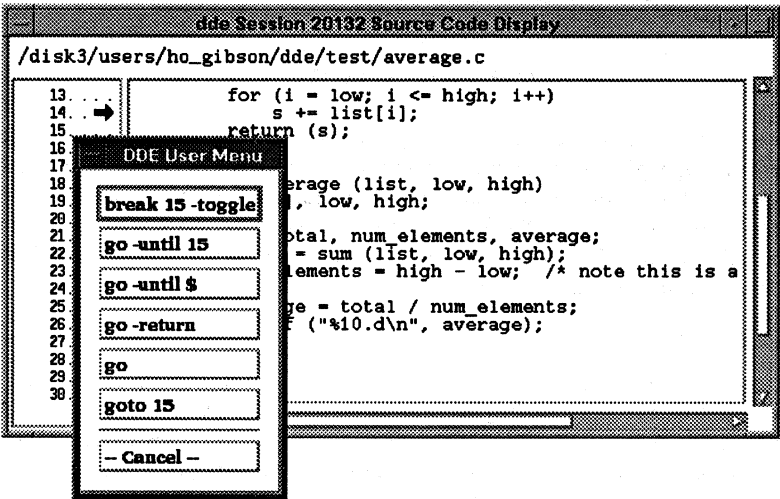 dde Session 20132 Source Code Display
/disk3/users/ho_gibson/dde/test/average.c
13.... for (i = low; i <= high; i++)
14.. s += list[i];
15 return (s);
16
17
18. erage (list, low, high)
19. ], low, high;
20
21 otal, num_elements, average;
22. = sum (list, low, high);
23. lements = high - low; /* note this is a
24
25 ge = total / num_elements;
26. f ("%10.d\n", average);
27
28.
29.
30.
DDE User Menu
break 15 -toggle
go -until 15
go -until $
go -return
go
goto 15
-- Cancel --